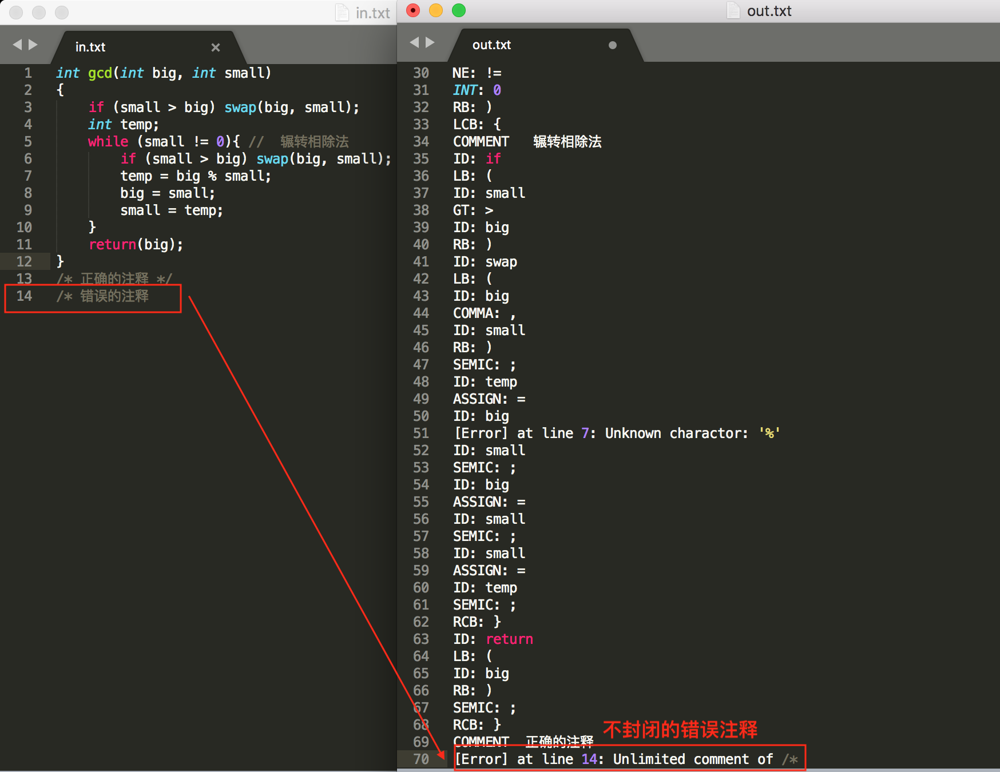 in.txt
in.txt ×
1 int gcd(int big, int small)
2 {
3 if (small > big) swap(big, small);
4 int temp;
5 while (small != 0){ // 辗转相除法
6 if (small > big) swap(big, small);
7 temp = big % small;
8 big = small;
9 small = temp;
10 }
11 return(big);
12 }
13 /* 正确的注释 */
14 /* 错误的注释
out.txt
out.txt
30 NE: !=
31 INT: 0
32 RB: )
33 LCB: {
34 COMMENT 辗转相除法
35 ID: if
36 LB: (
37 ID: small
38 GT: >
39 ID: big
40 RB: )
41 ID: swap
42 LB: (
43 ID: big
44 COMMA: ,
45 ID: small
46 RB: )
47 SEMIC: ;
48 ID: temp
49 ASSIGN: =
50 ID: big
51 [Error] at line 7: Unknown charactor: '%'
52 ID: small
53 SEMIC: ;
54 ID: big
55 ASSIGN: =
56 ID: small
57 SEMIC: ;
58 ID: small
59 ASSIGN: =
60 ID: temp
61 SEMIC: ;
62 RCB: }
63 ID: return
64 LB: (
65 ID: big
66 RB: )
67 SEMIC: ;
68 RCB: }
不封闭的错误注释
69 COMMENT 正确的注释
70 [Error] at line 14: Unlimited comment of /*